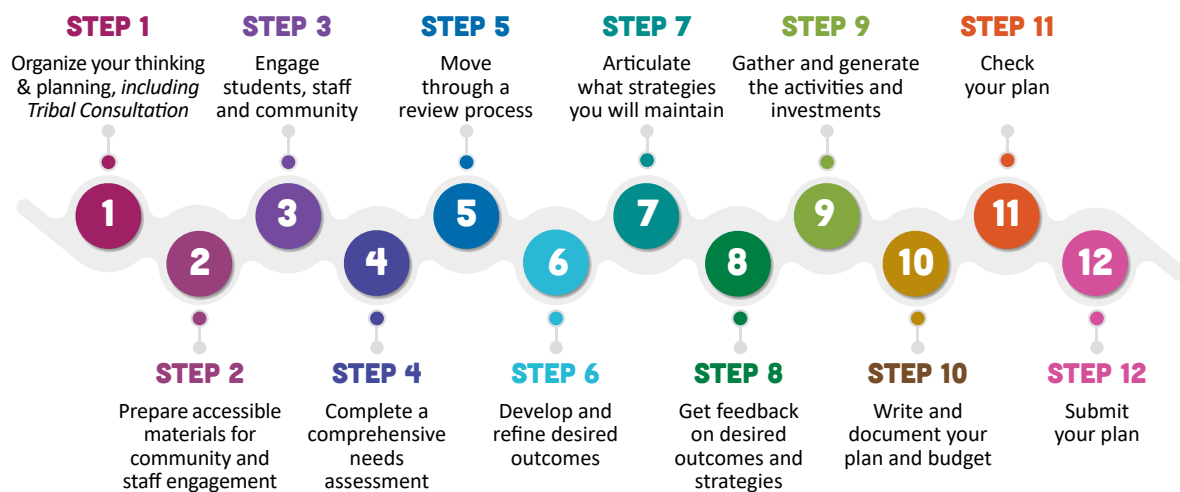 STEP 1
Organize your thinking
& planning, including
Tribal Consultation
STEP 3
Engage
students, staff
and community
STEP 5
Move
through a
review process
STEP 7
Articulate
what strategies
you will maintain
STEP 9
Gather and generate
the activities and
investments
STEP 11
Check
your plan
1
2
3
4
5
6
7
8
9
10
11
12
STEP 2
Prepare accessible
materials for
community and
staff engagement
STEP 4
Complete a
comprehensive
needs
assessment
STEP 6
Develop and
refine desired
outcomes
STEP 8
Get feedback
on desired
outcomes and
strategies
STEP 10
Write and
document your
plan and budget
STEP 12
Submit
your plan